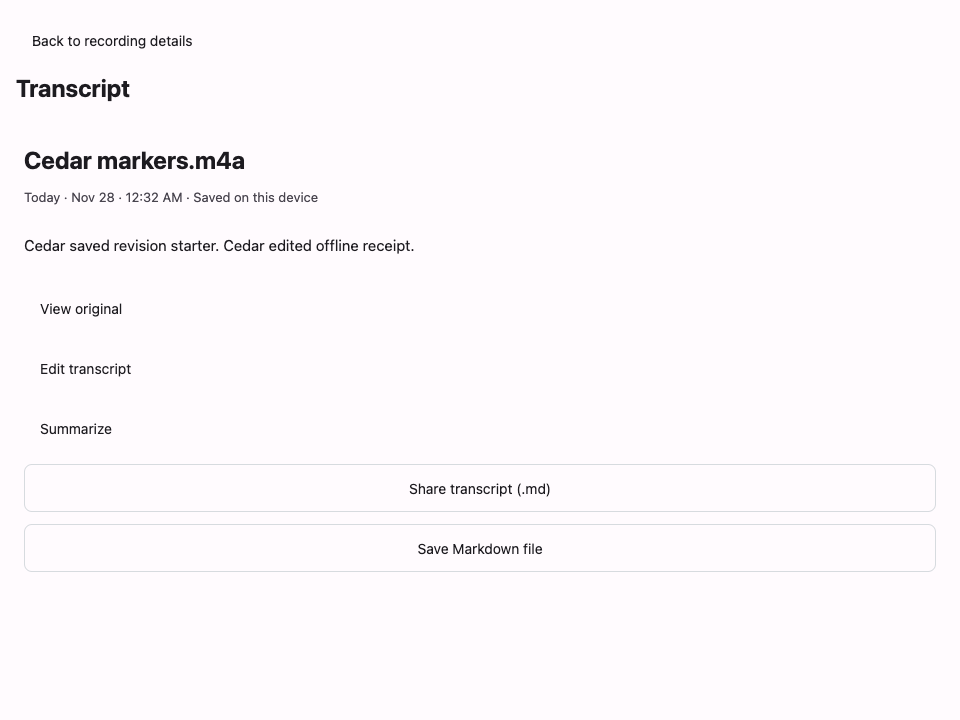 Back to recording details
Transcript
Cedar markers.m4a
Today · Nov 28 · 12:32 AM · Saved on this device
Cedar saved revision starter. Cedar edited offline receipt.
View original
Edit transcript
Summarize
Share transcript (.md)
Save Markdown file